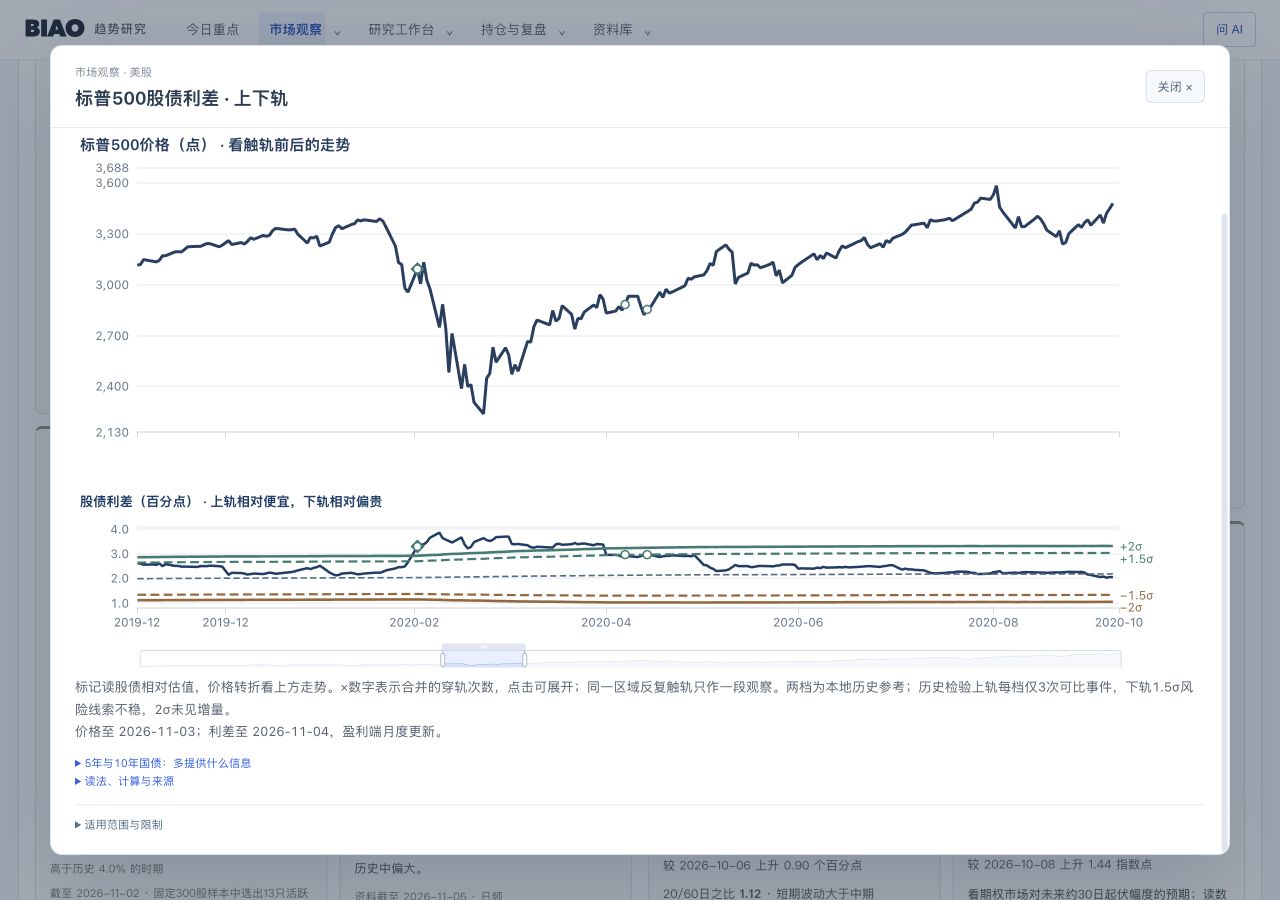 BIAO 趋势研究 今日重点 市场观察 研究工作台 持仓与复盘 资料库 问 AI
市场观察 · 美股
标普500股债利差 · 上下轨
关闭 ×
标普500价格（点） · 看触轨前后的走势
3,688
3,600
3,300
3,000
2,700
2,400
2,130
股债利差（百分点） · 上轨相对便宜，下轨相对偏贵
4.0
3.0
2.0
1.0
+2σ
+1.5σ
−1.5σ
−2σ
2019-12 2019-12 2020-02 2020-04 2020-06 2020-08 2020-10
标记读股债相对估值，价格转折看上方走势。×数字表示合并的穿轨次数，点击可展开；同一区域反复触轨只作一段观察。两档为本地历史参考；历史检验上轨每档仅3次可比事件，下轨1.5σ风
险线索不稳，2σ未见增量。
价格至 2026-11-03；利差至 2026-11-04，盈利端月度更新。
▶ 5年与10年国债：多提供什么信息
▶ 读法、计算与来源
▶ 适用范围与限制
高于历史 4.0% 的时期 历史中偏大。 较 2026-10-06 上升 0.90 个百分点 较 2026-10-08 上升 1.44 指数点
截至 2026-11-02 · 固定300股样本中选出13只活跃 资料截至 2026-11-05 · 日频 20/60日之比 1.12 · 短期波动大于中期 看期权市场对未来约30日起伏幅度的预期；读数